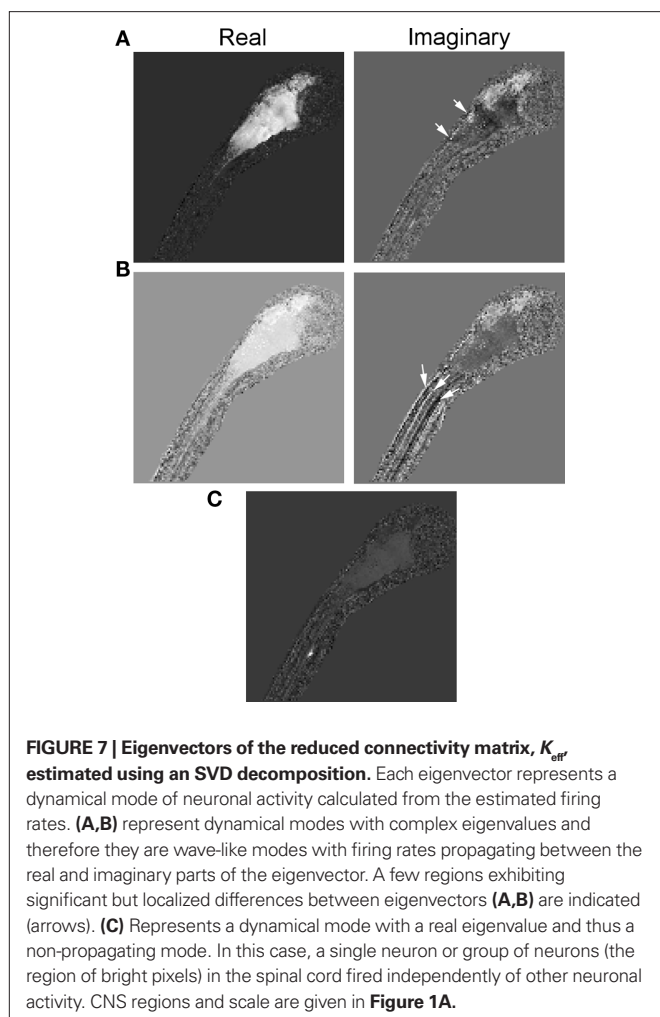 A
Real
Imaginary
B
C
FIGURE 7 | Eigenvectors of the reduced connectivity matrix, Keff,
estimated using an SVD decomposition. Each eigenvector represents a
dynamical mode of neuronal activity calculated from the estimated firing
rates. (A,B) represent dynamical modes with complex eigenvalues and
therefore they are wave-like modes with firing rates propagating between the
real and imaginary parts of the eigenvector. A few regions exhibiting
significant but localized differences between eigenvectors (A,B) are indicated
(arrows). (C) Represents a dynamical mode with a real eigenvalue and thus a
non-propagating mode. In this case, a single neuron or group of neurons (the
region of bright pixels) in the spinal cord fired independently of other neuronal
activity. CNS regions and scale are given in Figure 1A.